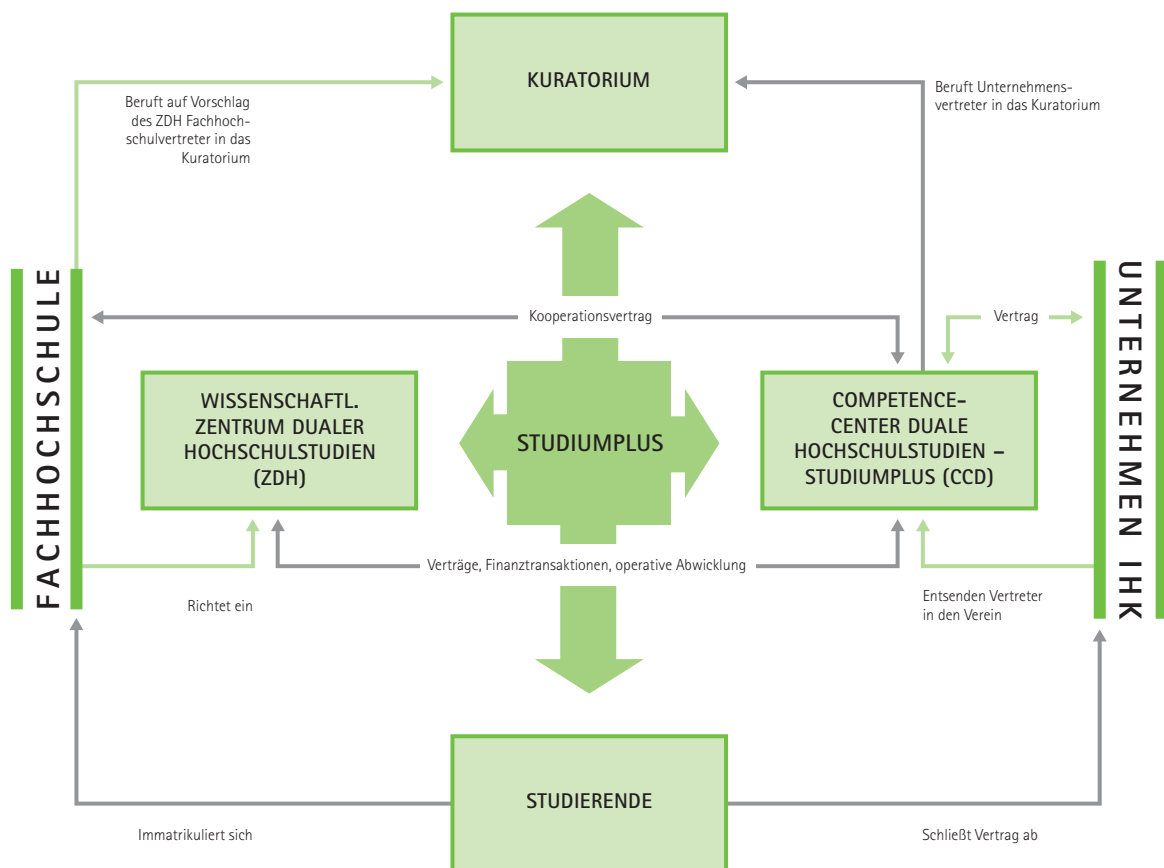 KURATORIUM
Beruft auf Vorschlag
des ZDH Fachhoch-
schulvertreter in das
Kuratorium
Beruft Unternehmens-
vertreter in das Kuratorium
FACHHOCHSCHULE
UNTERNEHMEN IHK
Kooperationsvertrag
Vertrag
WISSENSCHAFTL.
ZENTRUM DUALER
HOCHSCHULSTUDIEN
(ZDH)
STUDIUMPLUS
COMPETENCE-
CENTER DUALE
HOCHSCHULSTUDIEN –
STUDIUMPLUS (CCD)
Verträge, Finanztransaktionen, operative Abwicklung
Richtet ein
Entsenden Vertreter
in den Verein
STUDIERENDE
Immatrikuliert sich
Schließt Vertrag ab